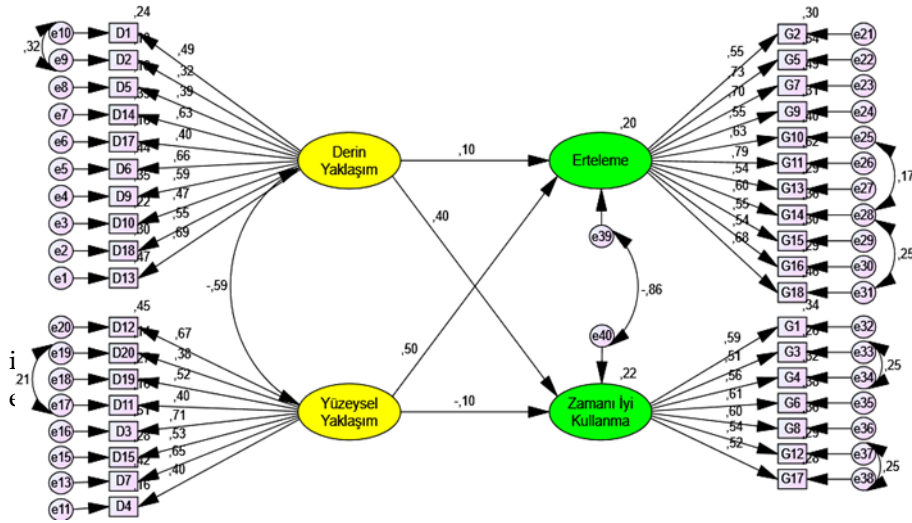 ,24
e10 D1
,32
e9 D2
e8 D5
e7 D14
e6 D17
e5 D6
e4 D9
e3 D10
e2 D18
e1 D13
,49
,32
,39
,63
,40
,66
,59
,47
,55
,69
,44
,35
,22
,30
,47
Derin
Yaklaşım
-,59
,45
e20 D12
e19 D20
e18 D19
e17 D11
e16 D3
e15 D15
e13 D7
e11 D4
21
,67
,38
,52
,40
,71
,53
,65
,40
,28
,42
,16
Yüzeysel
Yaklaşım
,10
,40
,50
-,10
,20
Erteleme
e39
-,86
e40
,22
Zamanı İyi
Kullanma
,30
G2 e21
G5 e22
G7 e23
G9 e24
G10 e25
G11 e26
G13 e27
G14 e28
G15 e29
G16 e30
G18 e31
,55
,73
,70
,55
,63
,79
,54
,60
,55
,54
,68
,17
,25
,34
G1 e32
G3 e33
G4 e34
G6 e35
G8 e36
G12 e37
G17 e38
,59
,51
,56
,61
,60
,54
,52
,25
,25